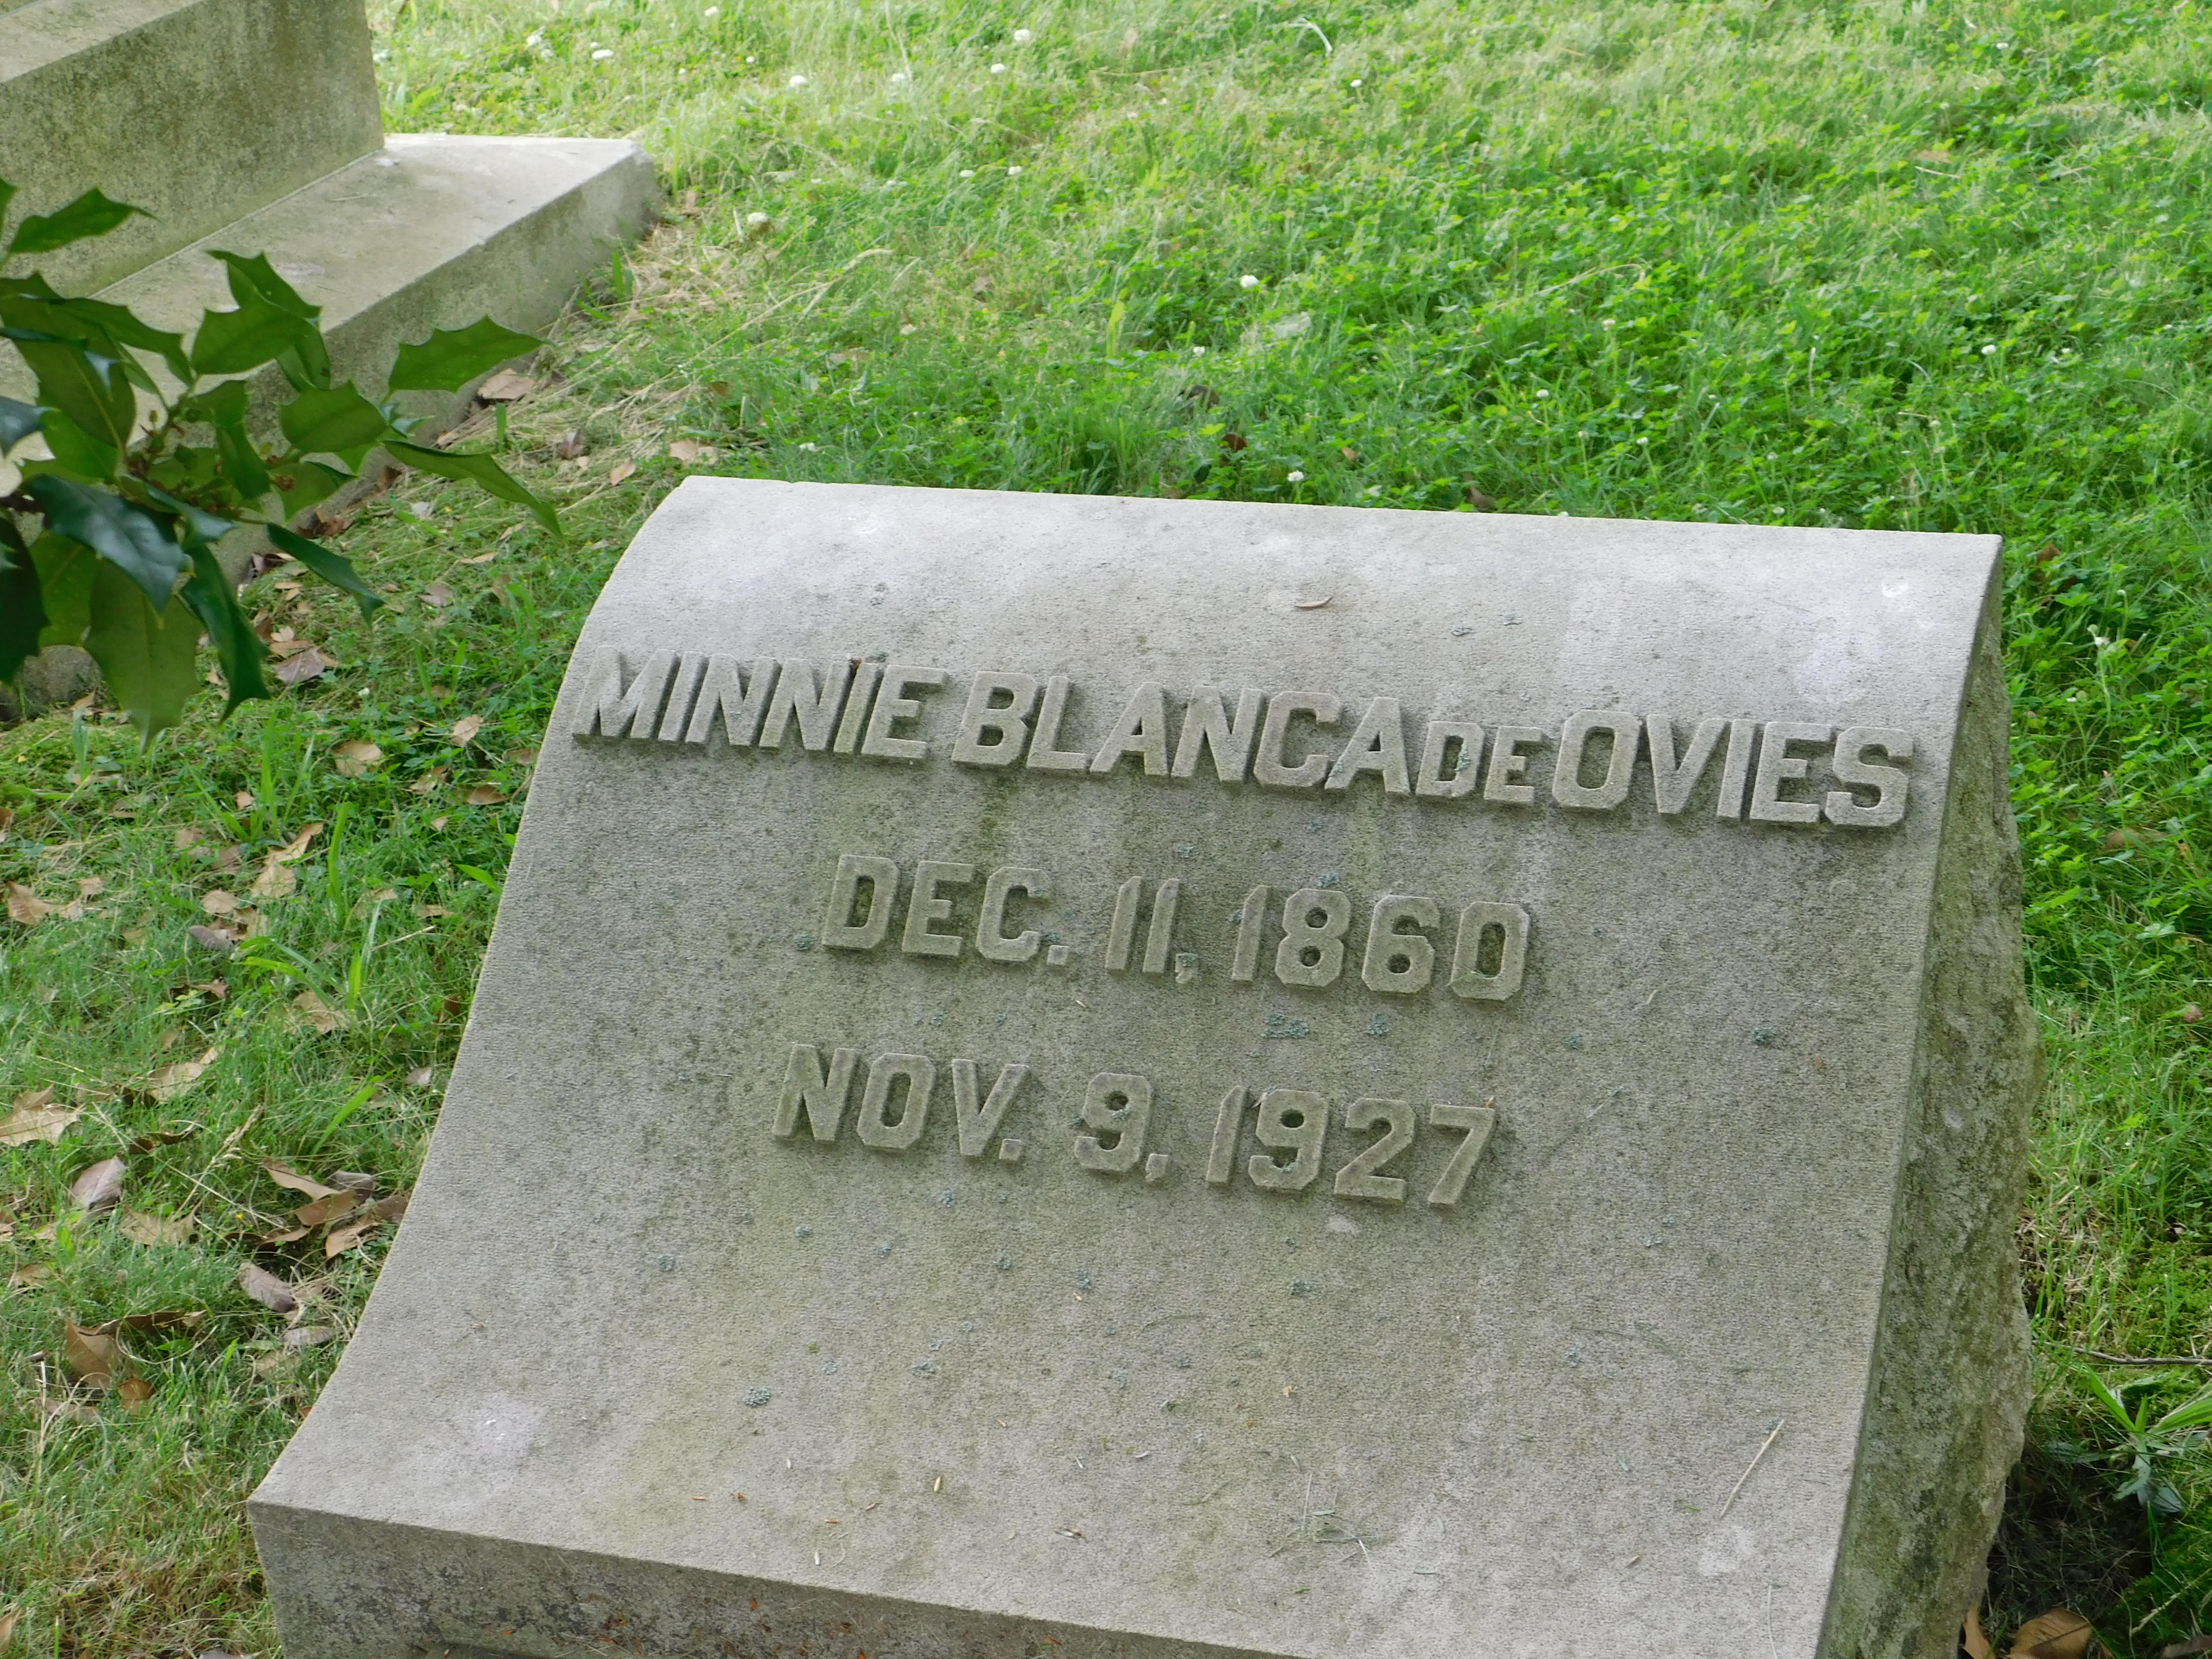 MINNIE BLANCA DE OVIES
DEC. 11, 1860
NOV. 9, 1927